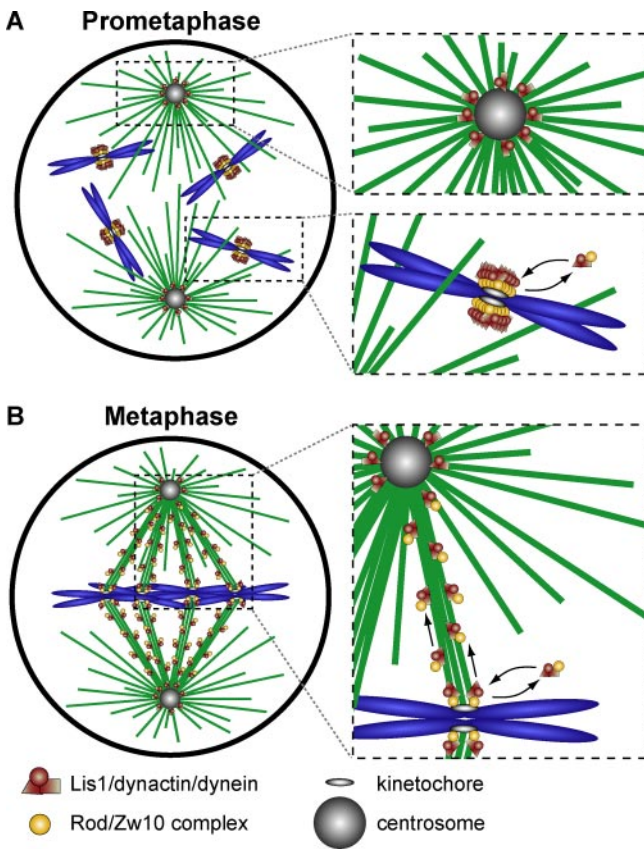 A Prometaphase
B Metaphase
Lis1/dynactin/dynein
kinetochore
Rod/Zw10 complex
centrosome